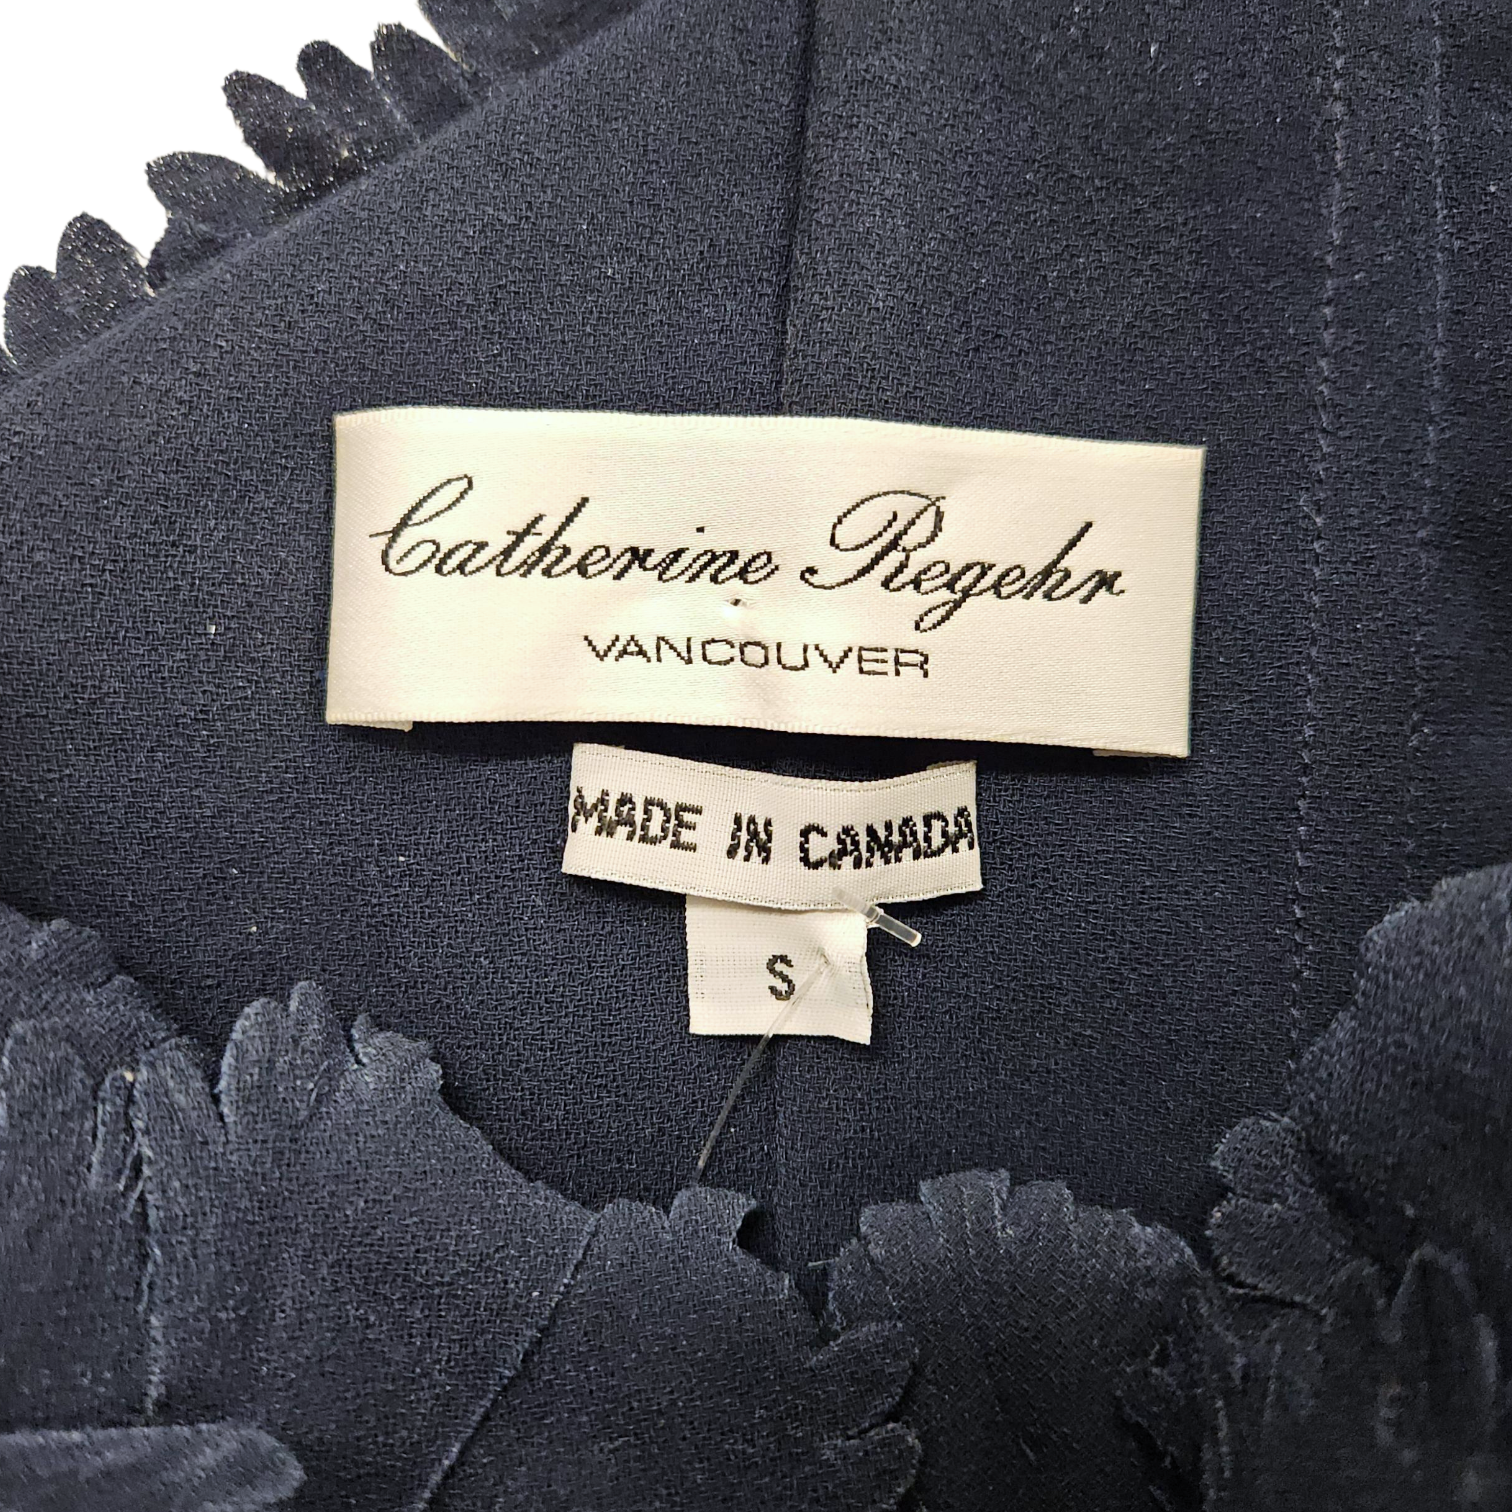 Catherine Regehr
VANCOUVER
MADE IN CANADA
S